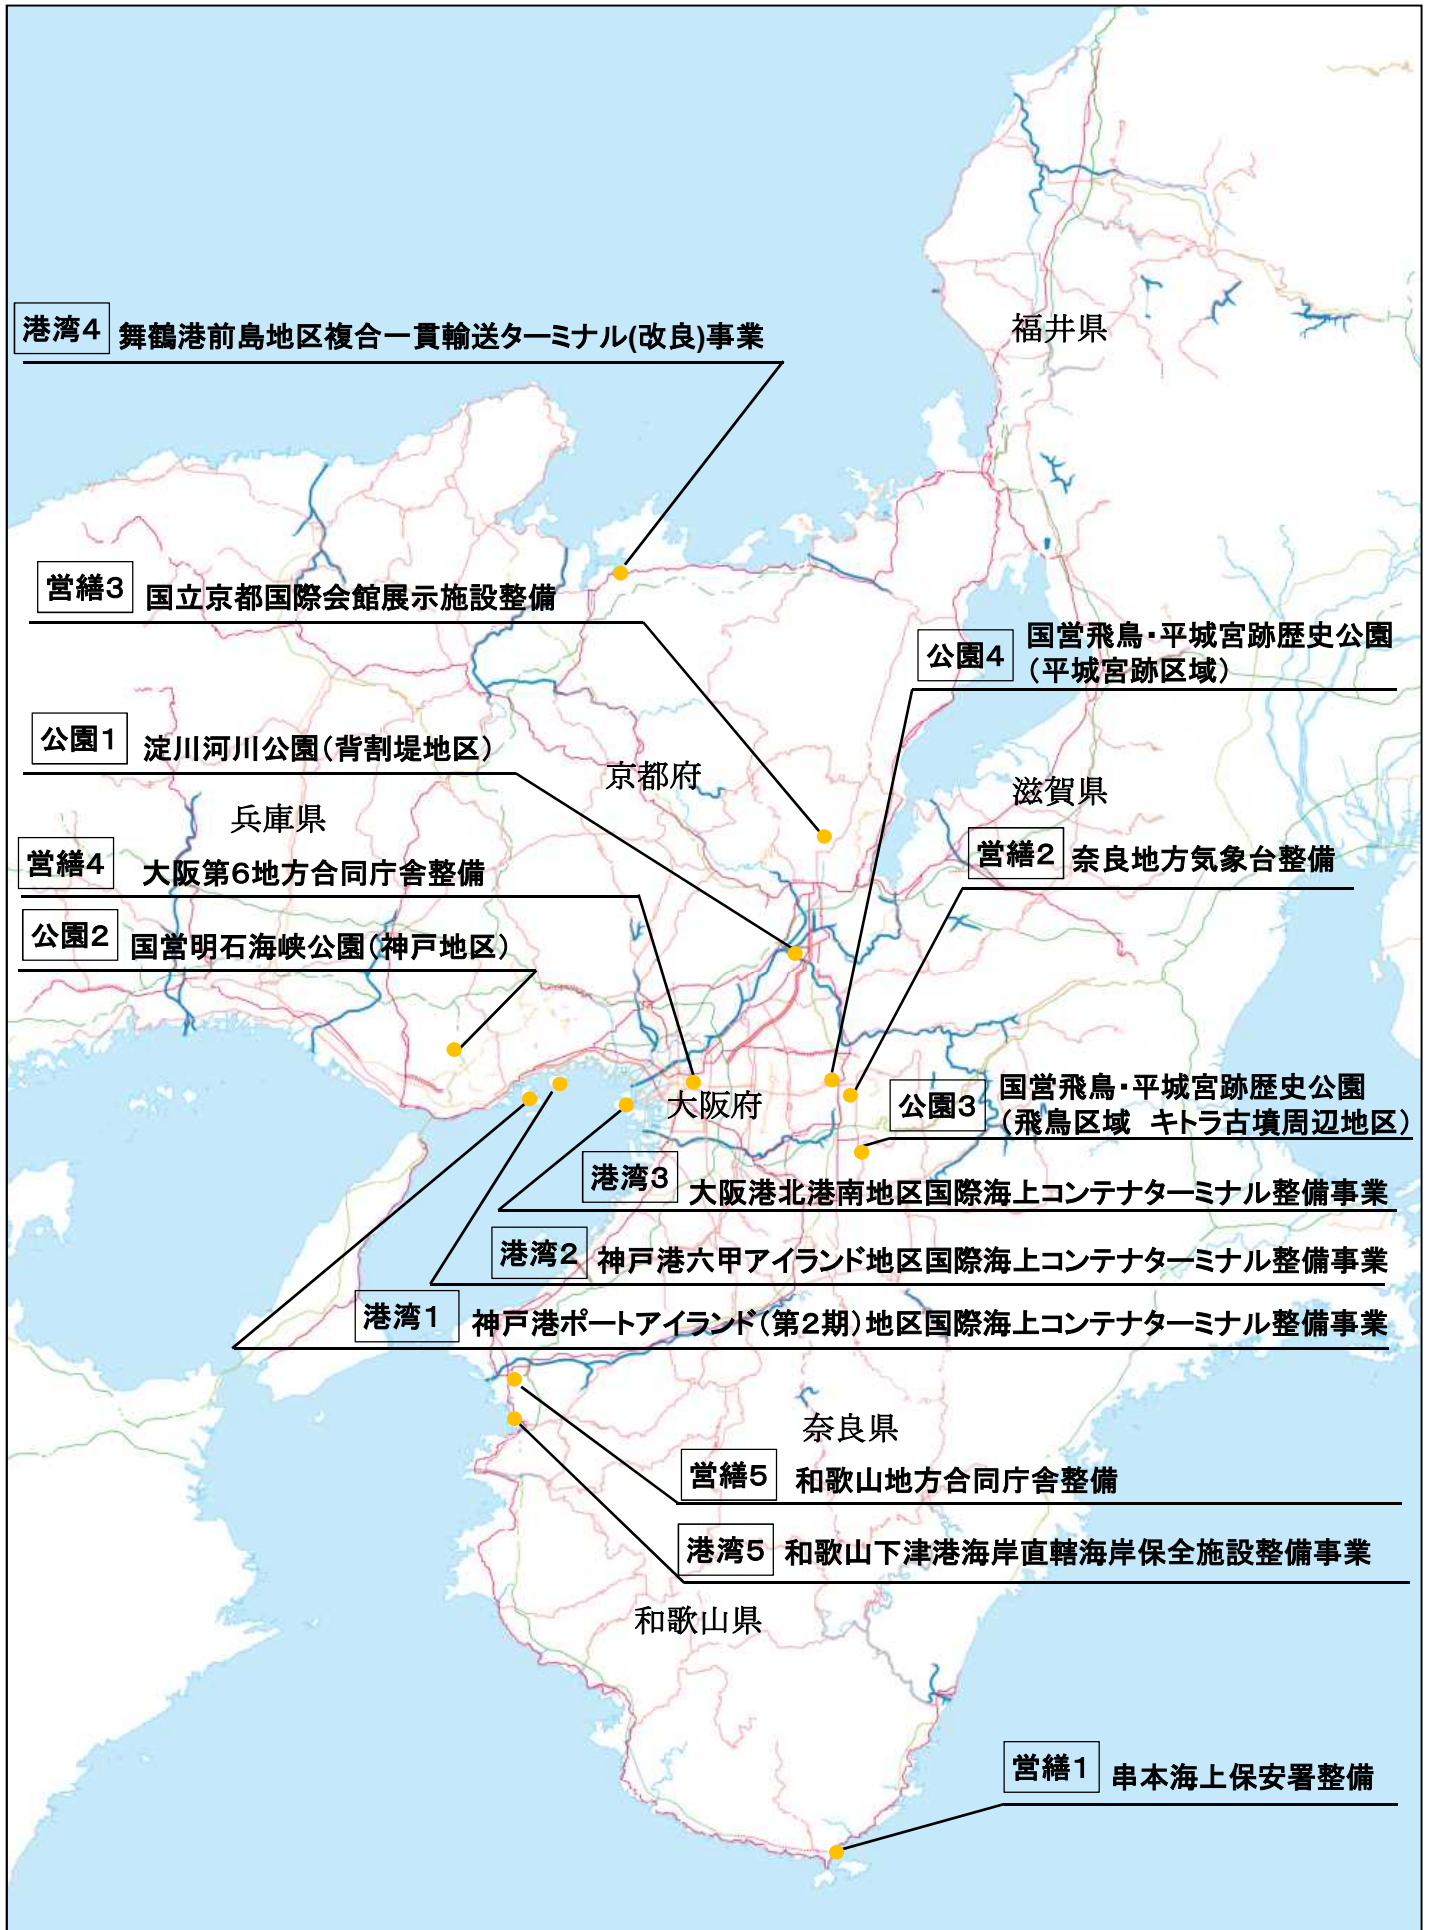 福井県
港湾4 舞鶴港前島地区複合一貫輸送ターミナル(改良)事業
営繕3 国立京都国際会館展示施設整備
公園4 国営飛鳥・平城宮跡歴史公園
（平城宮跡区域）
公園1 淀川河川公園（背割堤地区）
京都府
滋賀県
兵庫県
営繕4 大阪第6地方合同庁舎整備
営繕2 奈良地方気象台整備
公園2 国営明石海峡公園（神戸地区）
大阪府
公園3 国営飛鳥・平城宮跡歴史公園
（飛鳥区域　キトラ古墳周辺地区）
港湾3 大阪港北港南地区国際海上コンテナターミナル整備事業
港湾2 神戸港六甲アイランド地区国際海上コンテナターミナル整備事業
港湾1 神戸港ポートアイランド（第2期）地区国際海上コンテナターミナル整備事業
奈良県
営繕5 和歌山地方合同庁舎整備
港湾5 和歌山下津港海岸直轄海岸保全施設整備事業
和歌山県
営繕1 串本海上保安署整備